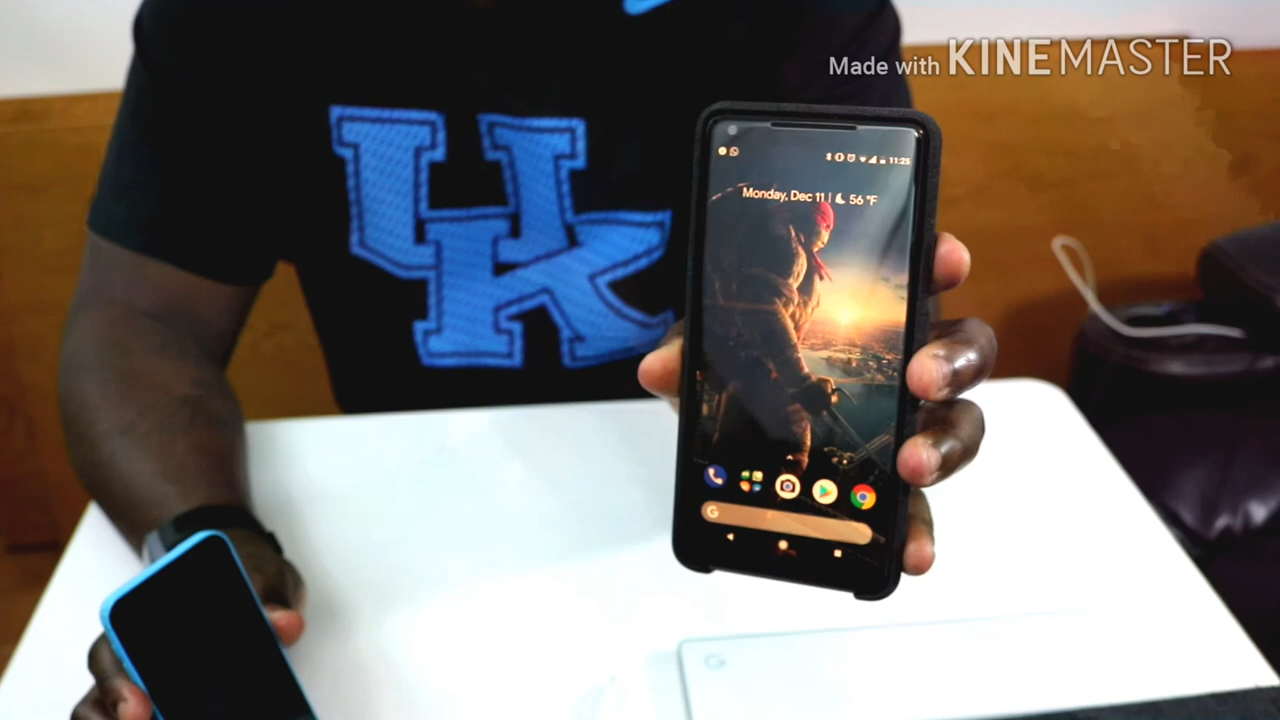 Made with KINEMASTER
UK
11:25
Monday, Dec 11 | 56 °F
G
G